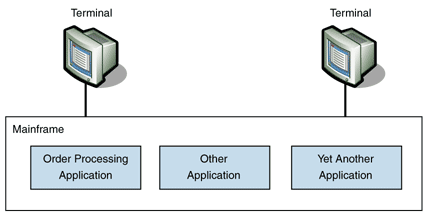 Terminal
Terminal
Mainframe
Order Processing
Application
Other
Application
Yet Another
Application